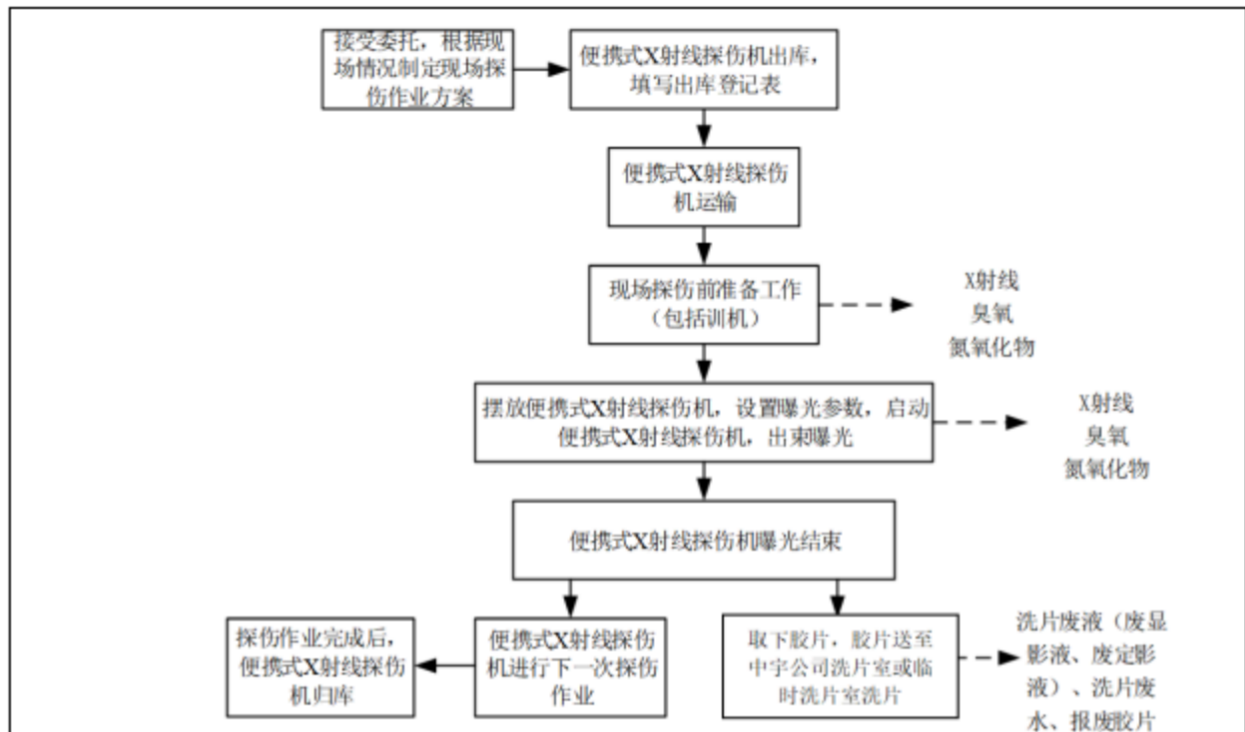 接受委托，根据现
场情况制定现场探
伤作业方案
便携式X射线探伤机出库，
填写出库登记表
便携式X射线探伤
机运输
现场探伤前准备工作
（包括训机）
X射线
臭氧
氮氧化物
摆放便携式X射线探伤机，设置曝光参数，启动
便携式X射线探伤机，出束曝光
X射线
臭氧
氮氧化物
便携式X射线探伤机曝光结束
探伤作业完成后，
便携式X射线探伤
机归库
便携式X射线探伤
机进行下一次探伤
作业
取下胶片，胶片送至
中宇公司洗片室或临
时洗片室洗片
洗片废液（废显
影液、废定影
液）、洗片废
水、报废胶片